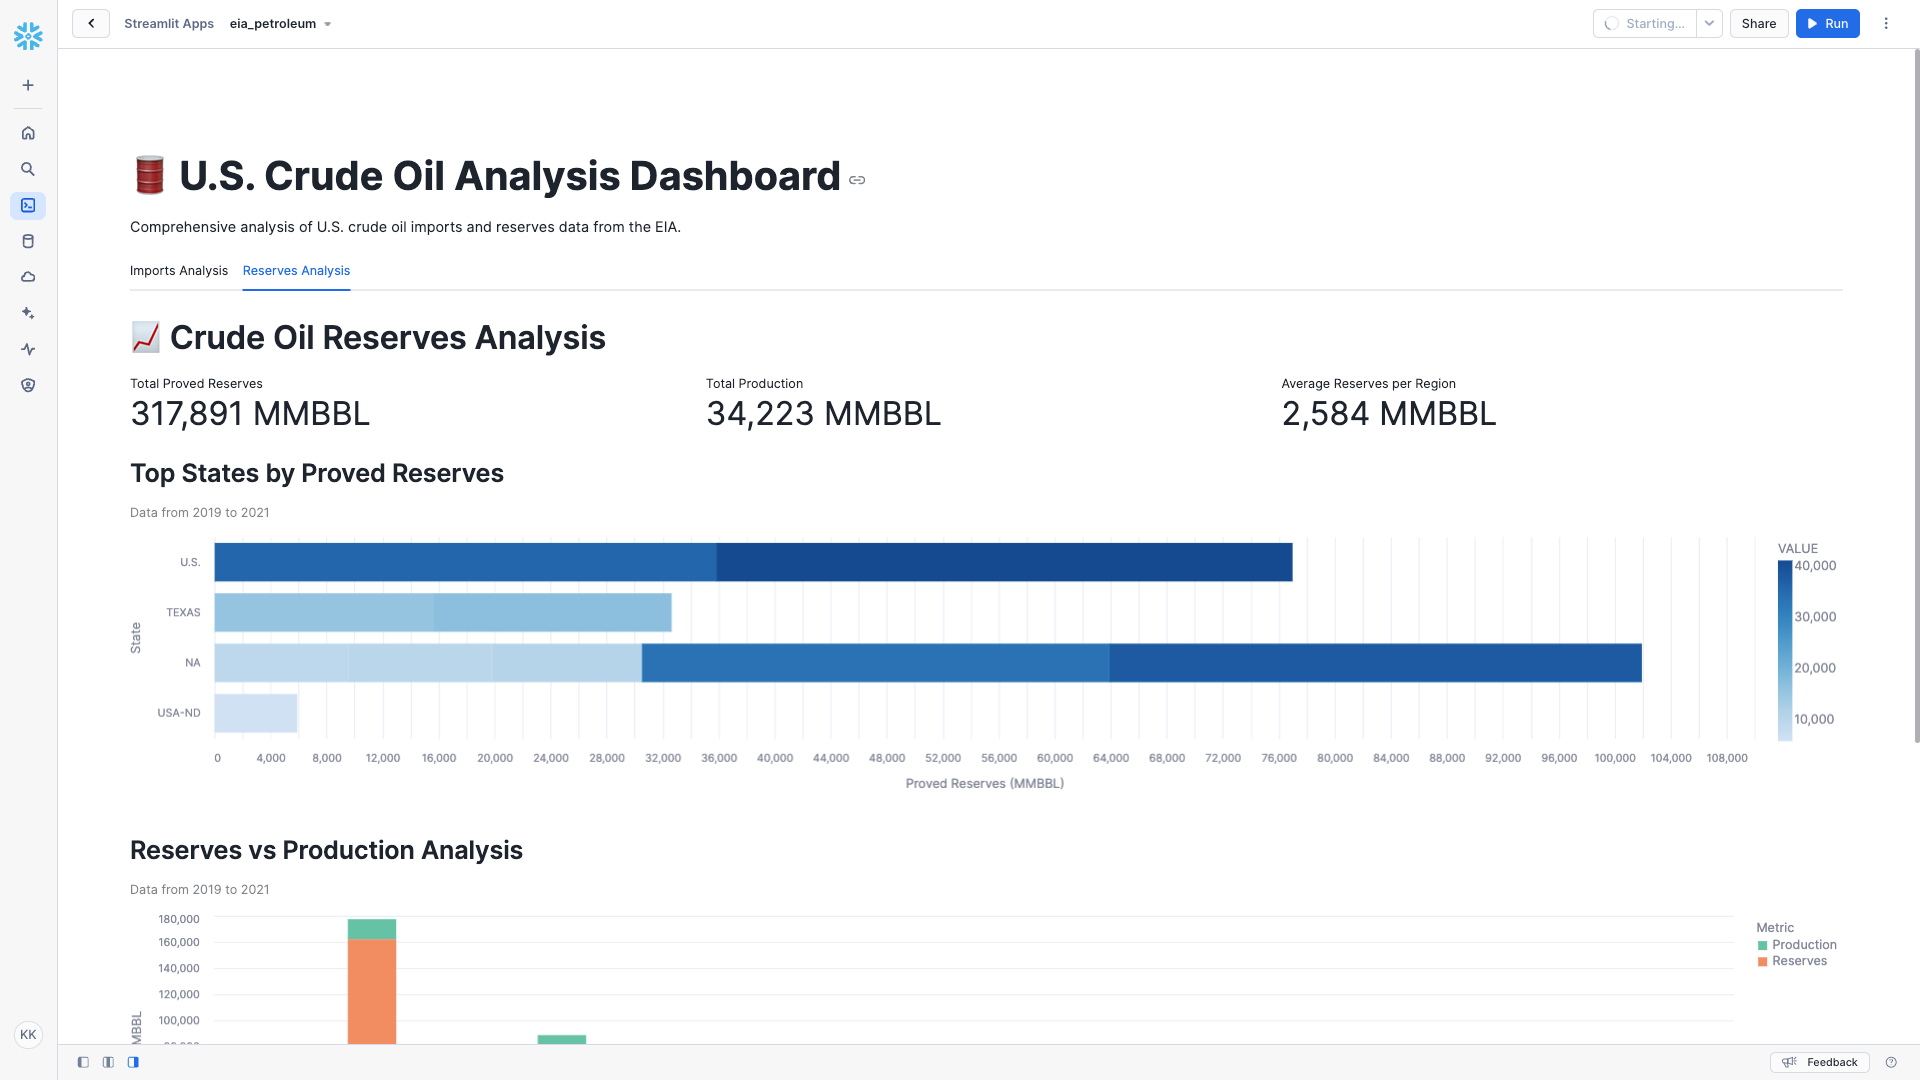 Streamlit Apps eia_petroleum Starting... Share Run
U.S. Crude Oil Analysis Dashboard
Comprehensive analysis of U.S. crude oil imports and reserves data from the EIA.
Imports Analysis Reserves Analysis
Crude Oil Reserves Analysis
Total Proved Reserves Total Production Average Reserves per Region
317,891 MMBBL 34,223 MMBBL 2,584 MMBBL
Top States by Proved Reserves
Data from 2019 to 2021
VALUE
40,000
30,000
20,000
10,000
State
U.S.
TEXAS
NA
USA-ND
0 4,000 8,000 12,000 16,000 20,000 24,000 28,000 32,000 36,000 40,000 44,000 48,000 52,000 56,000 60,000 64,000 68,000 72,000 76,000 80,000 84,000 88,000 92,000 96,000 100,000 104,000 108,000
Proved Reserves (MMBBL)
Reserves vs Production Analysis
Data from 2019 to 2021
180,000
160,000
140,000
120,000
100,000
MMBBL
Metric
Production
Reserves
KK
Feedback